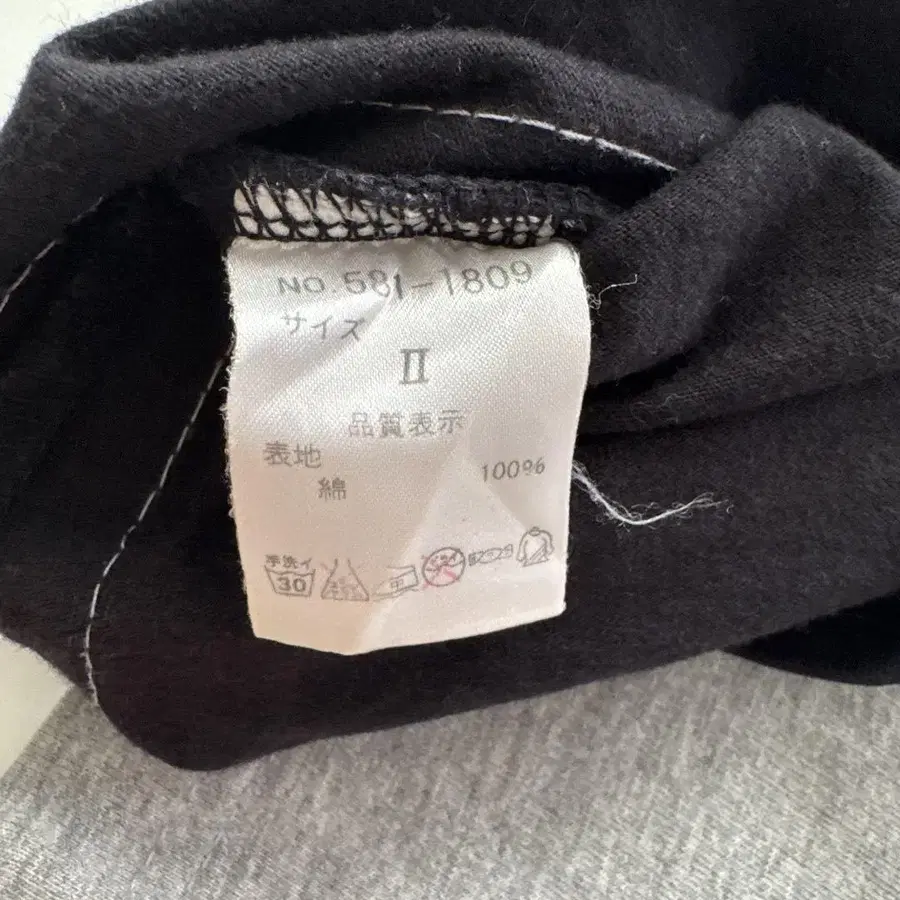 NO. 581-1809
サイズ
II
品質表示
表地
綿 100%
手洗イ
30
中